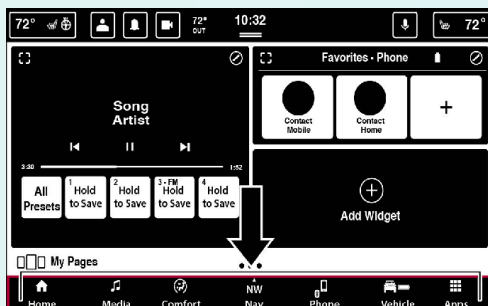 72° 72° OUT 10:32 72°
Favorites • Phone
Song
Artist
3:30 1:52
Contact Mobile
Contact Home
+
All Presets
1 Hold to Save
2 Hold to Save
3 • FM Hold to Save
4 Hold to Save
Add Widget
My Pages
NW
Home Media Comfort Nav Phone Vehicle Apps